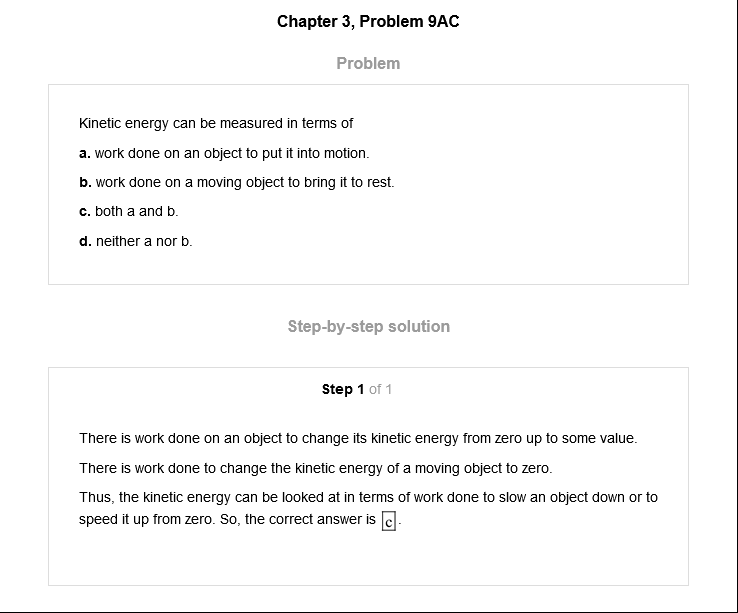 Chapter 3, Problem 9AC
Problem
Kinetic energy can be measured in terms of
a. work done on an object to put it into motion.
b. work done on a moving object to bring it to rest.
c. both a and b.
d. neither a nor b.
Step-by-step solution
Step 1 of 1
There is work done on an object to change its kinetic energy from zero up to some value.
There is work done to change the kinetic energy of a moving object to zero.
Thus, the kinetic energy can be looked at in terms of work done to slow an object down or to
speed it up from zero. So, the correct answer is c.